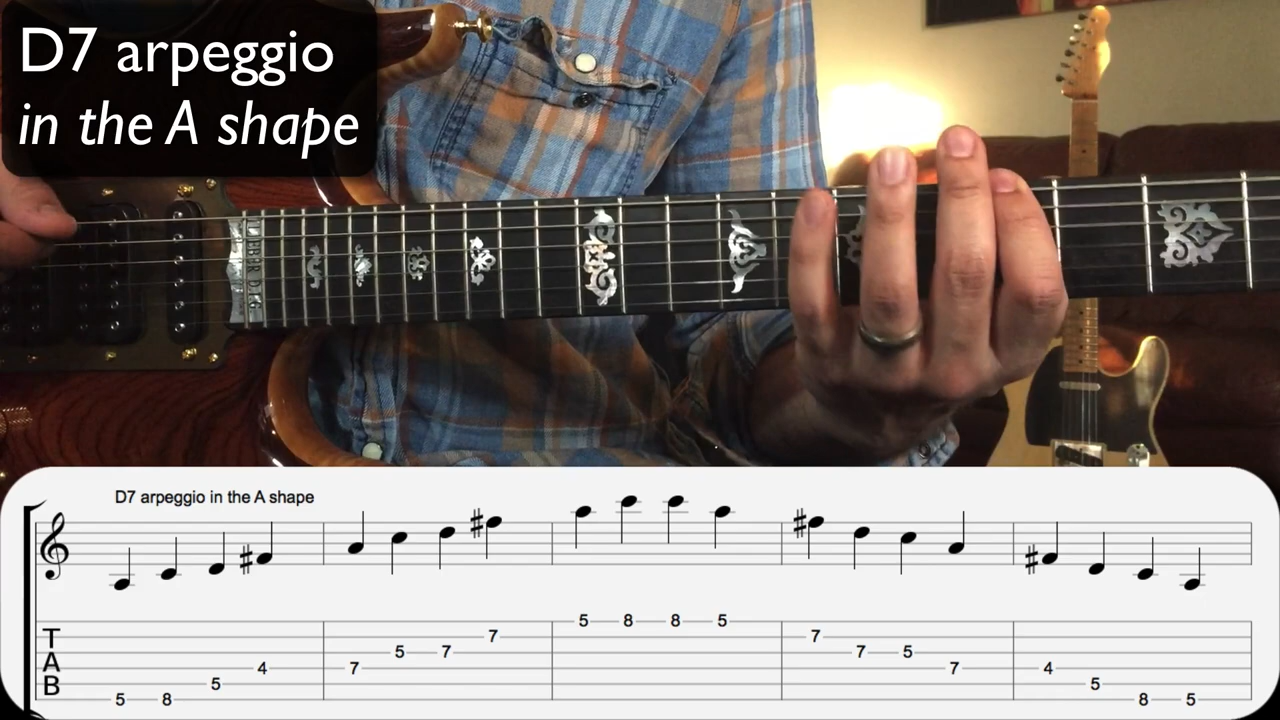 D7 arpeggio
in the A shape
D7 arpeggio in the A shape
T
A
B
5 8 5 4 7 5 7 7 5 8 8 5 7 7 5 7 4 5 8 5